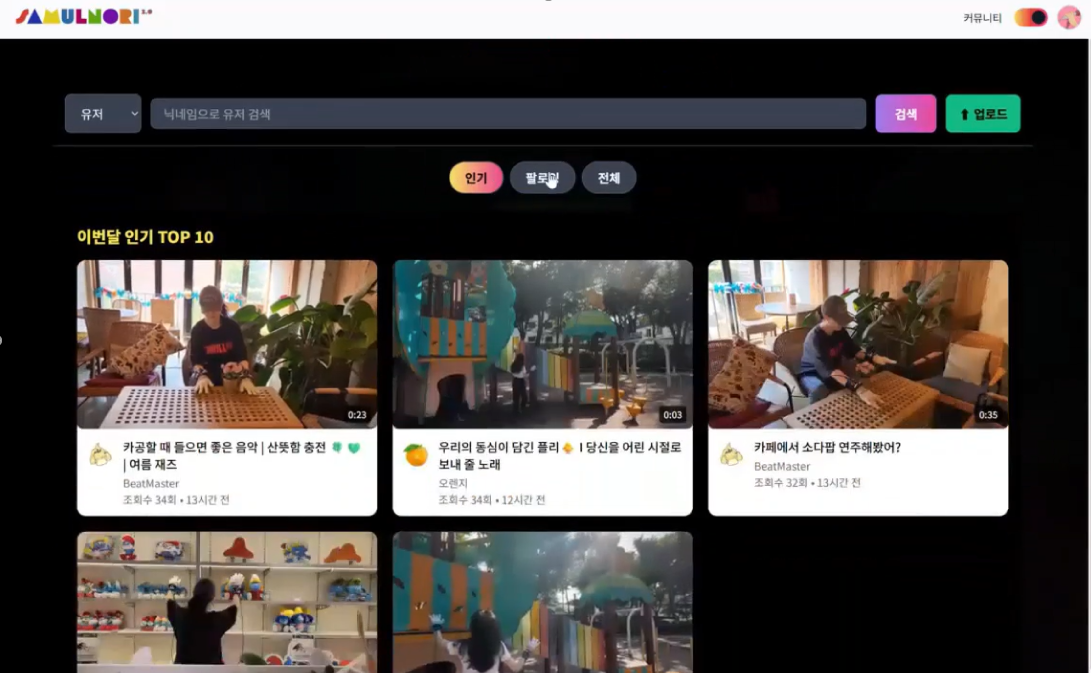 SAMULNORI 2.0
커뮤니티
유저
닉네임으로 유저 검색
검색
업로드
인기
팔로잉
전체
이번달 인기 TOP 10
0:23
0:03
0:35
카공할 때 들으면 좋은 음악 | 산뜻함 충전
| 여름 재즈
BeatMaster
조회수 34회 • 13시간 전
우리의 동심이 담긴 플리 I 당신을 어린 시절로
보내 줄 노래
오렌지
조회수 34회 • 12시간 전
카페에서 소다팝 연주해봤어?
BeatMaster
조회수 32회 • 13시간 전